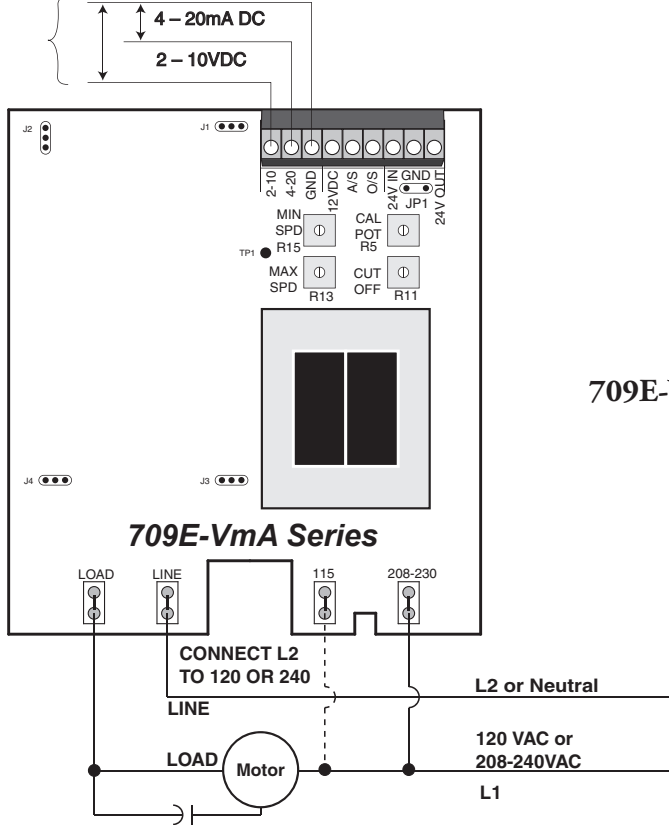 4 – 20mA DC
2 – 10VDC
J2
J1
2-10
4-20
GND
12VDC
A/S
O/S
24V IN
GND
24V OUT
JP1
MIN
SPD
R15
CAL
POT
R5
TP1
MAX
SPD
R13
CUT
OFF
R11
709E-
J4
J3
709E-VmA Series
LOAD
LINE
115
208-230
CONNECT L2
TO 120 OR 240
LINE
L2 or Neutral
LOAD
Motor
120 VAC or
208-240VAC
L1